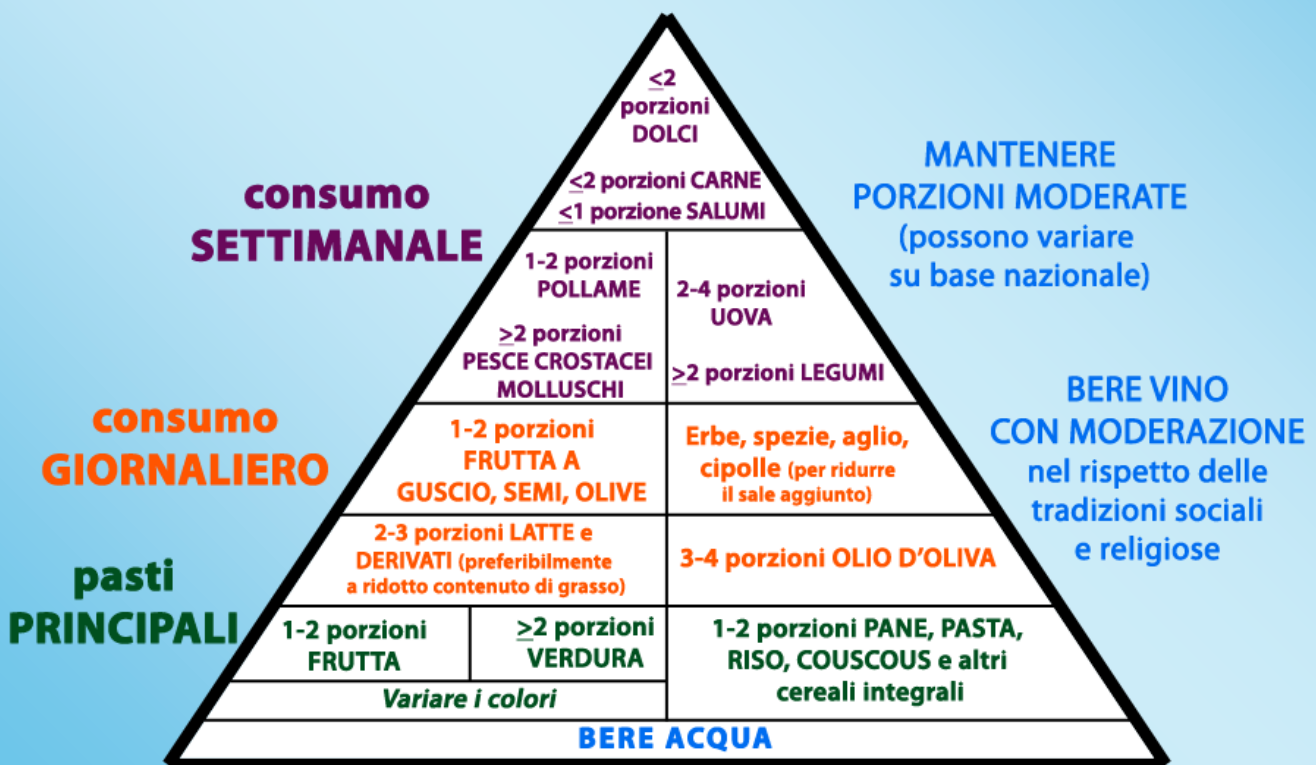 <2
porzioni
DOLCI
<2 porzioni CARNE
<1 porzione SALUMI
consumo
SETTIMANALE
MANTENERE
PORZIONI MODERATE
(possono variare
su base nazionale)
1-2 porzioni
POLLAME
>2 porzioni
PESCE CROSTACEI
MOLLUSCHI
2-4 porzioni
UOVA
>2 porzioni LEGUMI
consumo
GIORNALIERO
1-2 porzioni
FRUTTA A
GUSCIO, SEMI, OLIVE
Erbe, spezie, aglio,
cipolle (per ridurre
il sale aggiunto)
BERE VINO
CON MODERAZIONE
nel rispetto delle
tradizioni sociali
e religiose
2-3 porzioni LATTE e
DERIVATI (preferibilmente
a ridotto contenuto di grasso)
3-4 porzioni OLIO D'OLIVA
pasti
PRINCIPALI
1-2 porzioni
FRUTTA
>2 porzioni
VERDURA
Variare i colori
1-2 porzioni PANE, PASTA,
RISO, COUSCOUS e altri
cereali integrali
BERE ACQUA